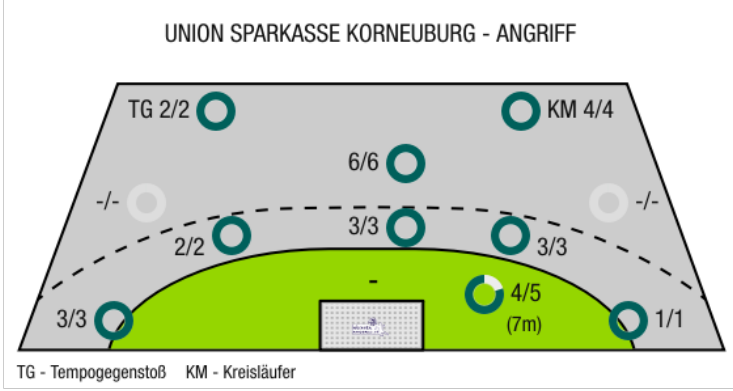 UNION SPARKASSE KORNEUBURG - ANGRIFF
TG 2/2
KM 4/4
6/6
-/-
-/-
2/2
3/3
3/3
-
3/3
4/5
(7m)
1/1
TG - Tempogegenstoß KM - Kreisläufer